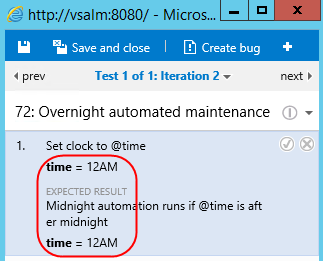 http://vsalm:8080/ - Micros...
Save and close
Create bug
prev
Test 1 of 1: Iteration 2
next
72: Overnight automated maintenance
1. Set clock to @time
time = 12AM
EXPECTED RESULT
Midnight automation runs if @time is aft
er midnight
time = 12AM